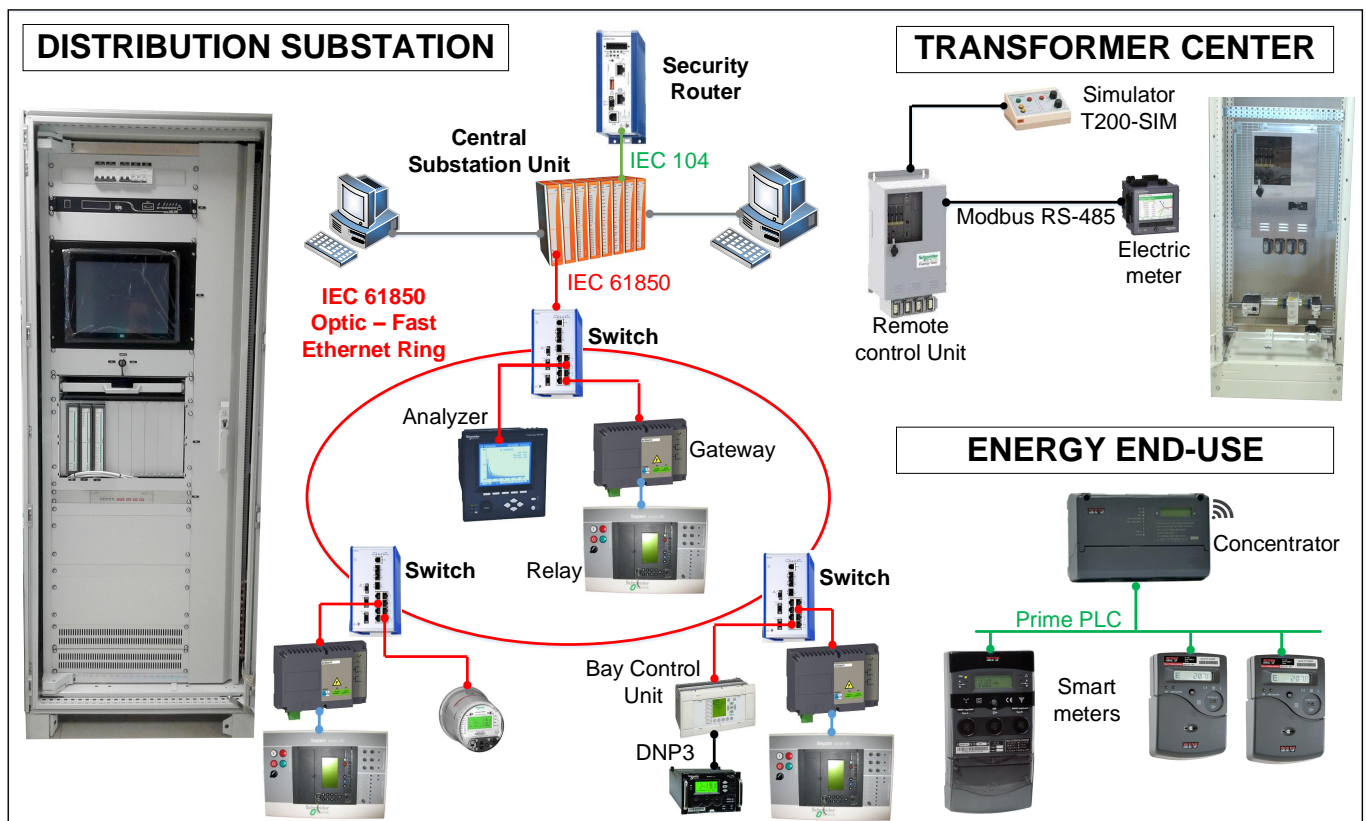 DISTRIBUTION SUBSTATION
TRANSFORMER CENTER
Security
Router
Central
Substation Unit
IEC 104
IEC 61850
IEC 61850
Optic – Fast
Ethernet Ring
Switch
Analyzer
Gateway
Relay
Switch
Switch
Bay Control
Unit
DNP3
Simulator
T200-SIM
Modbus RS-485
Electric
meter
Remote
control Unit
ENERGY END-USE
Concentrator
Prime PLC
Smart
meters